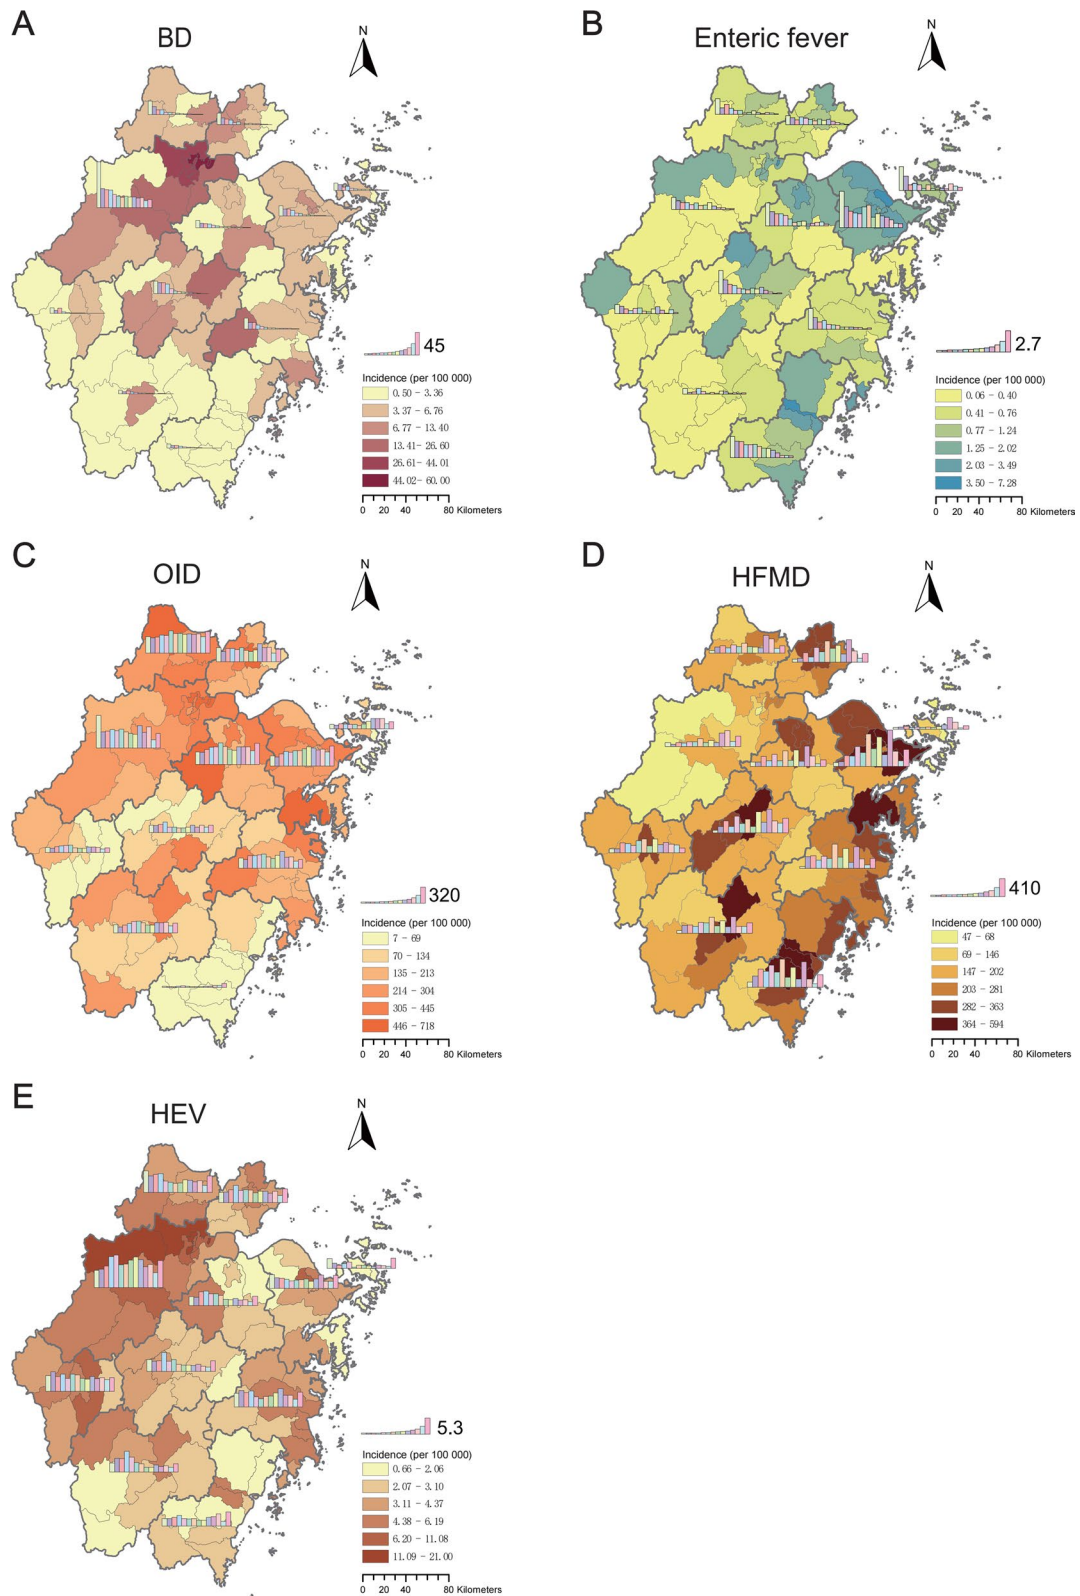 A
BD
N
45
Incidence (per 100 000)
0.50 - 3.36
3.37 - 6.76
6.77 - 13.40
13.41 - 26.60
26.61 - 44.01
44.02 - 60.00
0 20 40 80 Kilometers
B
Enteric fever
N
2.7
Incidence (per 100 000)
0.06 - 0.40
0.41 - 0.76
0.77 - 1.24
1.25 - 2.02
2.03 - 3.49
3.50 - 7.28
0 20 40 80 Kilometers
C
OID
N
320
Incidence (per 100 000)
7 - 69
70 - 134
135 - 213
214 - 304
305 - 445
446 - 718
0 20 40 80 Kilometers
D
HFMD
N
410
Incidence (per 100 000)
47 - 68
69 - 146
147 - 202
203 - 281
282 - 363
364 - 594
0 20 40 80 Kilometers
E
HEV
N
5.3
Incidence (per 100 000)
0.66 - 2.06
2.07 - 3.10
3.11 - 4.37
4.38 - 6.19
6.20 - 11.08
11.09 - 21.00
0 20 40 80 Kilometers